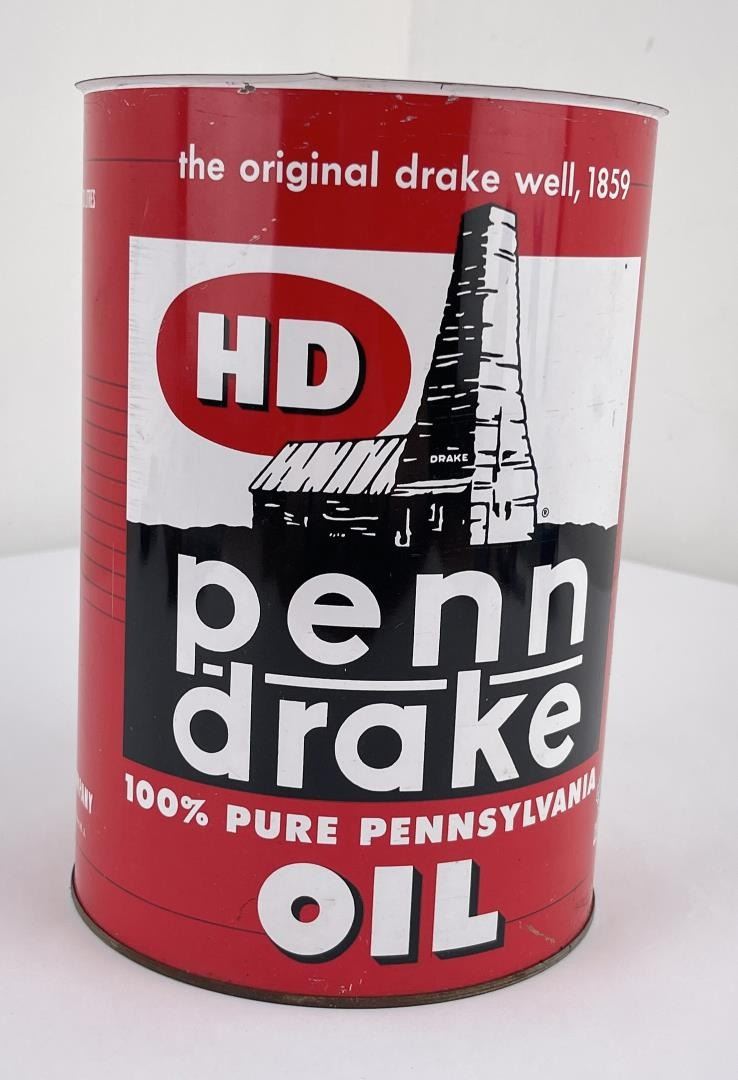 the original drake well, 1859
HD
DRAKE
®
penn
drake
100% PURE PENNSYLVANIA
OIL